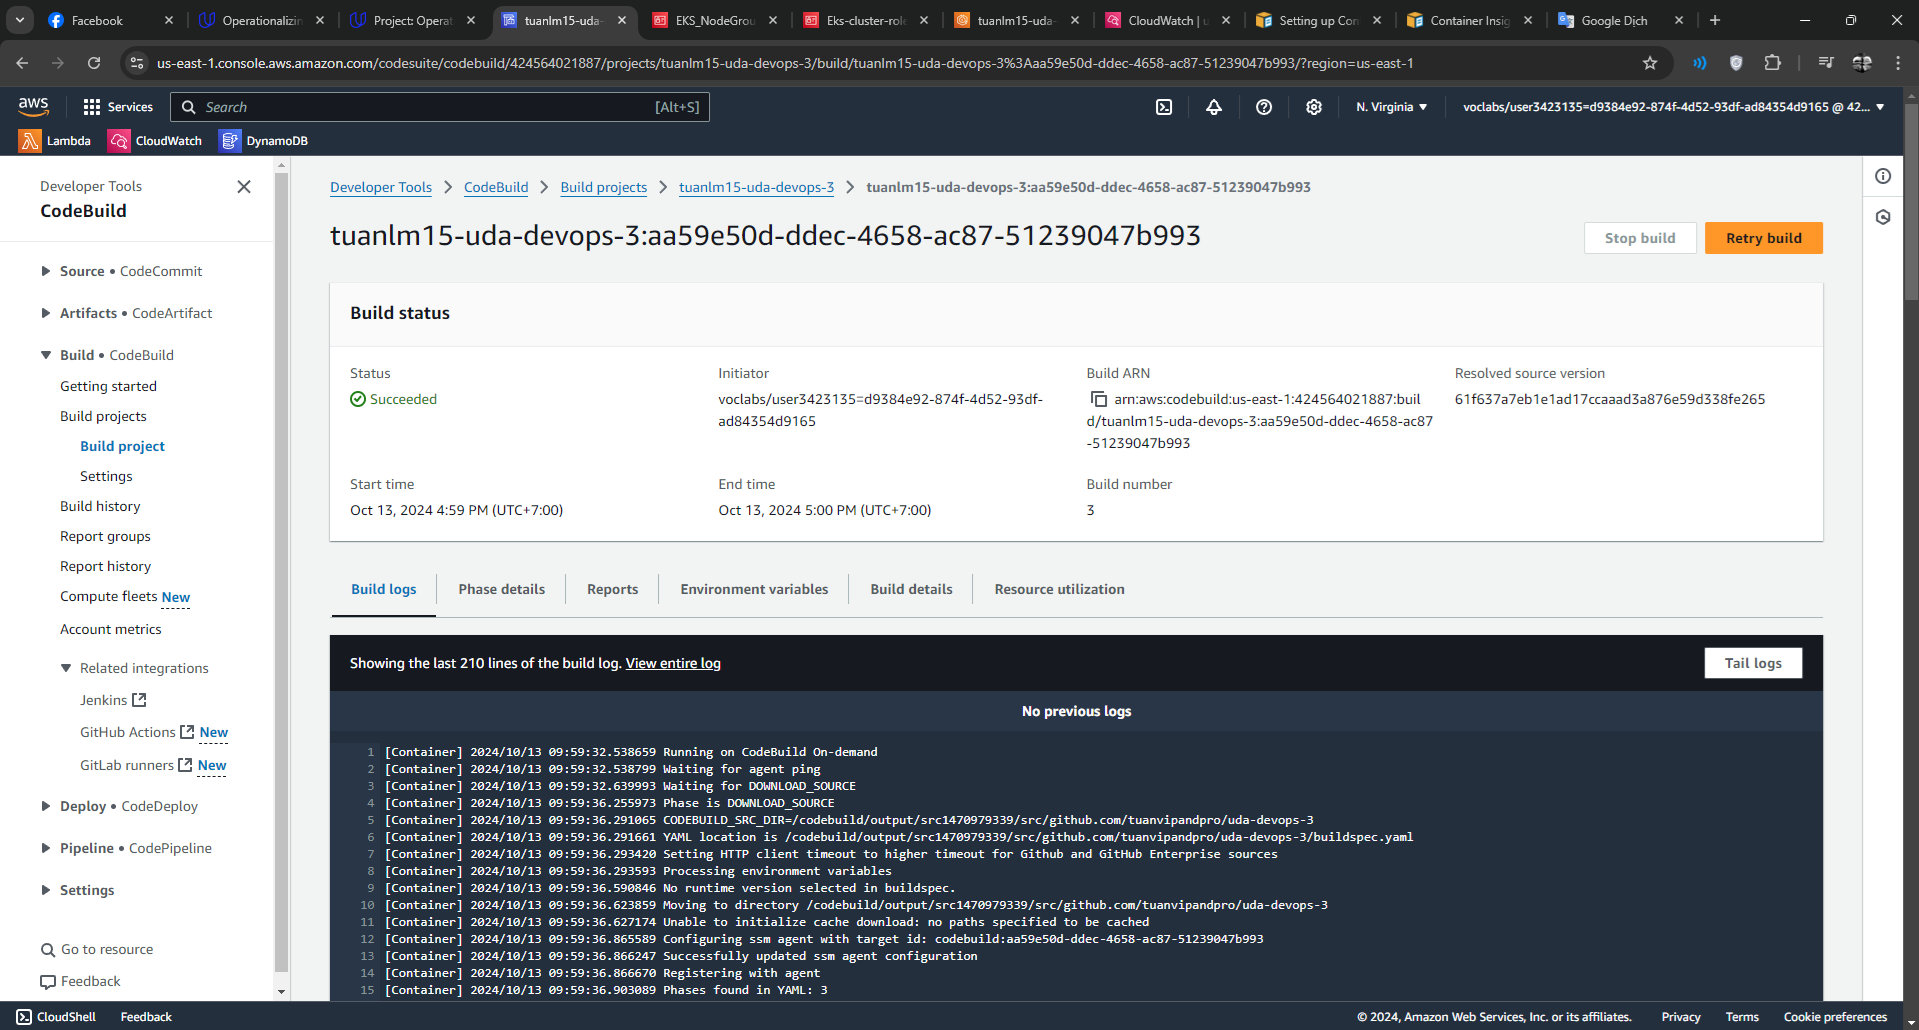 Facebook
Operationalizin
Project: Operat
tuanlm15-uda-
EKS_NodeGrou
Eks-cluster-role
tuanlm15-uda-
CloudWatch | u
Setting up Con
Container Insig
Google Dịch
us-east-1.console.aws.amazon.com/codesuite/codebuild/424564021887/projects/tuanlm15-uda-devops-3/build/tuanlm15-uda-devops-3%3Aaa59e50d-ddec-4658-ac87-51239047b993/?region=us-east-1
aws
Services
Search
[Alt+S]
N. Virginia
voclabs/user3423135=d9384e92-874f-4d52-93df-ad84354d9165 @ 42...
Lambda
CloudWatch
DynamoDB
Developer Tools
CodeBuild
Source • CodeCommit
Artifacts • CodeArtifact
Build • CodeBuild
Getting started
Build projects
Build project
Settings
Build history
Report groups
Report history
Compute fleets New
Account metrics
Related integrations
Jenkins
GitHub Actions New
GitLab runners New
Deploy • CodeDeploy
Pipeline • CodePipeline
Settings
Go to resource
Feedback
Developer Tools
CodeBuild
Build projects
tuanlm15-uda-devops-3
tuanlm15-uda-devops-3:aa59e50d-ddec-4658-ac87-51239047b993
tuanlm15-uda-devops-3:aa59e50d-ddec-4658-ac87-51239047b993
Stop build
Retry build
Build status
Status
Succeeded
Initiator
voclabs/user3423135=d9384e92-874f-4d52-93df-
ad84354d9165
Build ARN
arn:aws:codebuild:us-east-1:424564021887:buil
d/tuanlm15-uda-devops-3:aa59e50d-ddec-4658-ac87
-51239047b993
Resolved source version
61f637a7eb1e1ad17ccaaad3a876e59d338fe265
Start time
Oct 13, 2024 4:59 PM (UTC+7:00)
End time
Oct 13, 2024 5:00 PM (UTC+7:00)
Build number
3
Build logs
Phase details
Reports
Environment variables
Build details
Resource utilization
Showing the last 210 lines of the build log. View entire log
Tail logs
No previous logs
1 [Container] 2024/10/13 09:59:32.538659 Running on CodeBuild On-demand
2 [Container] 2024/10/13 09:59:32.538799 Waiting for agent ping
3 [Container] 2024/10/13 09:59:32.639993 Waiting for DOWNLOAD_SOURCE
4 [Container] 2024/10/13 09:59:36.255973 Phase is DOWNLOAD_SOURCE
5 [Container] 2024/10/13 09:59:36.291065 CODEBUILD_SRC_DIR=/codebuild/output/src1470979339/src/github.com/tuanvipandpro/uda-devops-3
6 [Container] 2024/10/13 09:59:36.291661 YAML location is /codebuild/output/src1470979339/src/github.com/tuanvipandpro/uda-devops-3/buildspec.yaml
7 [Container] 2024/10/13 09:59:36.293420 Setting HTTP client timeout to higher timeout for Github and GitHub Enterprise sources
8 [Container] 2024/10/13 09:59:36.293593 Processing environment variables
9 [Container] 2024/10/13 09:59:36.590846 No runtime version selected in buildspec.
10 [Container] 2024/10/13 09:59:36.623859 Moving to directory /codebuild/output/src1470979339/src/github.com/tuanvipandpro/uda-devops-3
11 [Container] 2024/10/13 09:59:36.627174 Unable to initialize cache download: no paths specified to be cached
12 [Container] 2024/10/13 09:59:36.865589 Configuring ssm agent with target id: codebuild:aa59e50d-ddec-4658-ac87-51239047b993
13 [Container] 2024/10/13 09:59:36.866247 Successfully updated ssm agent configuration
14 [Container] 2024/10/13 09:59:36.866670 Registering with agent
15 [Container] 2024/10/13 09:59:36.903089 Phases found in YAML: 3
CloudShell
Feedback
© 2024, Amazon Web Services, Inc. or its affiliates.
Privacy
Terms
Cookie preferences